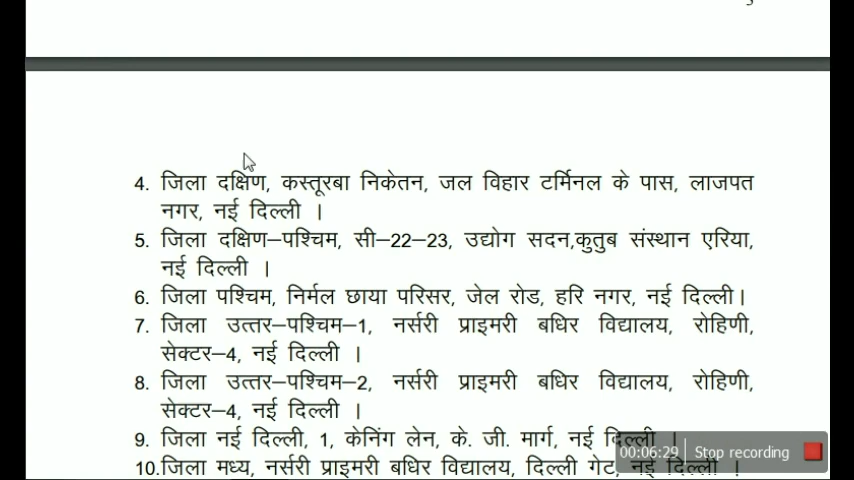 4. जिला दक्षिण, कस्तूरबा निकेतन, जल विहार टर्मिनल के पास, लाजपत
नगर, नई दिल्ली ।
5. जिला दक्षिण–पश्चिम, सी–22–23, उद्योग सदन,कुतुब संस्थान एरिया,
नई दिल्ली ।
6. जिला पश्चिम, निर्मल छाया परिसर, जेल रोड, हरि नगर, नई दिल्ली।
7. जिला उत्तर–पश्चिम–1, नर्सरी प्राइमरी बधिर विद्यालय, रोहिणी,
सेक्टर–4, नई दिल्ली ।
8. जिला उत्तर–पश्चिम–2, नर्सरी प्राइमरी बधिर विद्यालय, रोहिणी,
सेक्टर–4, नई दिल्ली ।
9. जिला नई दिल्ली, 1, केनिंग लेन, के. जी. मार्ग, नई दिल्ली ।
10.जिला मध्य, नर्सरी प्राइमरी बधिर विद्यालय, दिल्ली गेट, नई दिल्ली ।
00:06:29 Stop recording